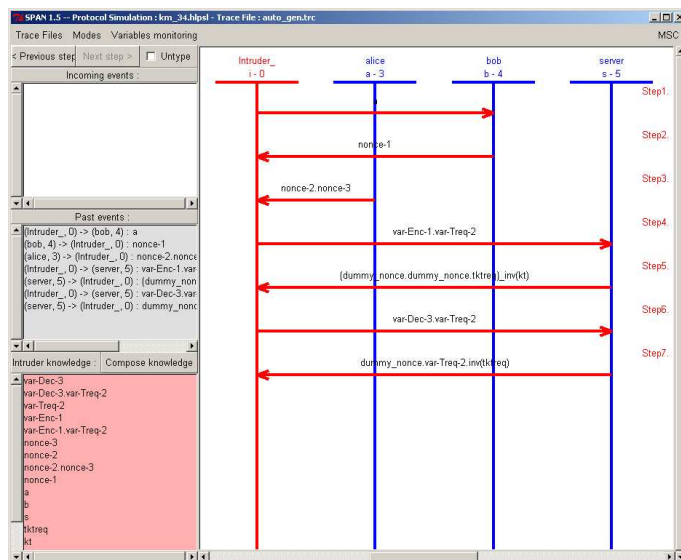 SPAN 1.5 -- Protocol Simulation : km_34.hlpsl - Trace File : auto_gen.trc
Trace Files Modes Variables monitoring MSC
< Previous step Next step > Untype
Incoming events :
Past events :
(Intruder_, 0) -> (bob, 4) : a
(bob, 4) -> (Intruder_, 0) : nonce-1
(alice, 3) -> (Intruder_, 0) : nonce-2.nonce
(Intruder_, 0) -> (server, 5) : var-Enc-1.var
(server, 5) -> (Intruder_, 0) : {dummy_non
(Intruder_, 0) -> (server, 5) : var-Dec-3.var
(server, 5) -> (Intruder_, 0) : dummy_nonc
Intruder knowledge : Compose knowledge
var-Dec-3
var-Dec-3.var-Treq-2
var-Treq-2
var-Enc-1
var-Enc-1.var-Treq-2
nonce-3
nonce-2
nonce-2.nonce-3
nonce-1
a
b
s
tktreq
kt
Intruder_ alice bob server
i - 0 a - 3 b - 4 s - 5
Step1.
Step2.
nonce-1
Step3.
nonce-2.nonce-3
Step4.
var-Enc-1.var-Treq-2
Step5.
{dummy_nonce.dummy_nonce.tktreq}_inv(kt)
Step6.
var-Dec-3.var-Treq-2
Step7.
dummy_nonce.var-Treq-2.inv(tktreq)